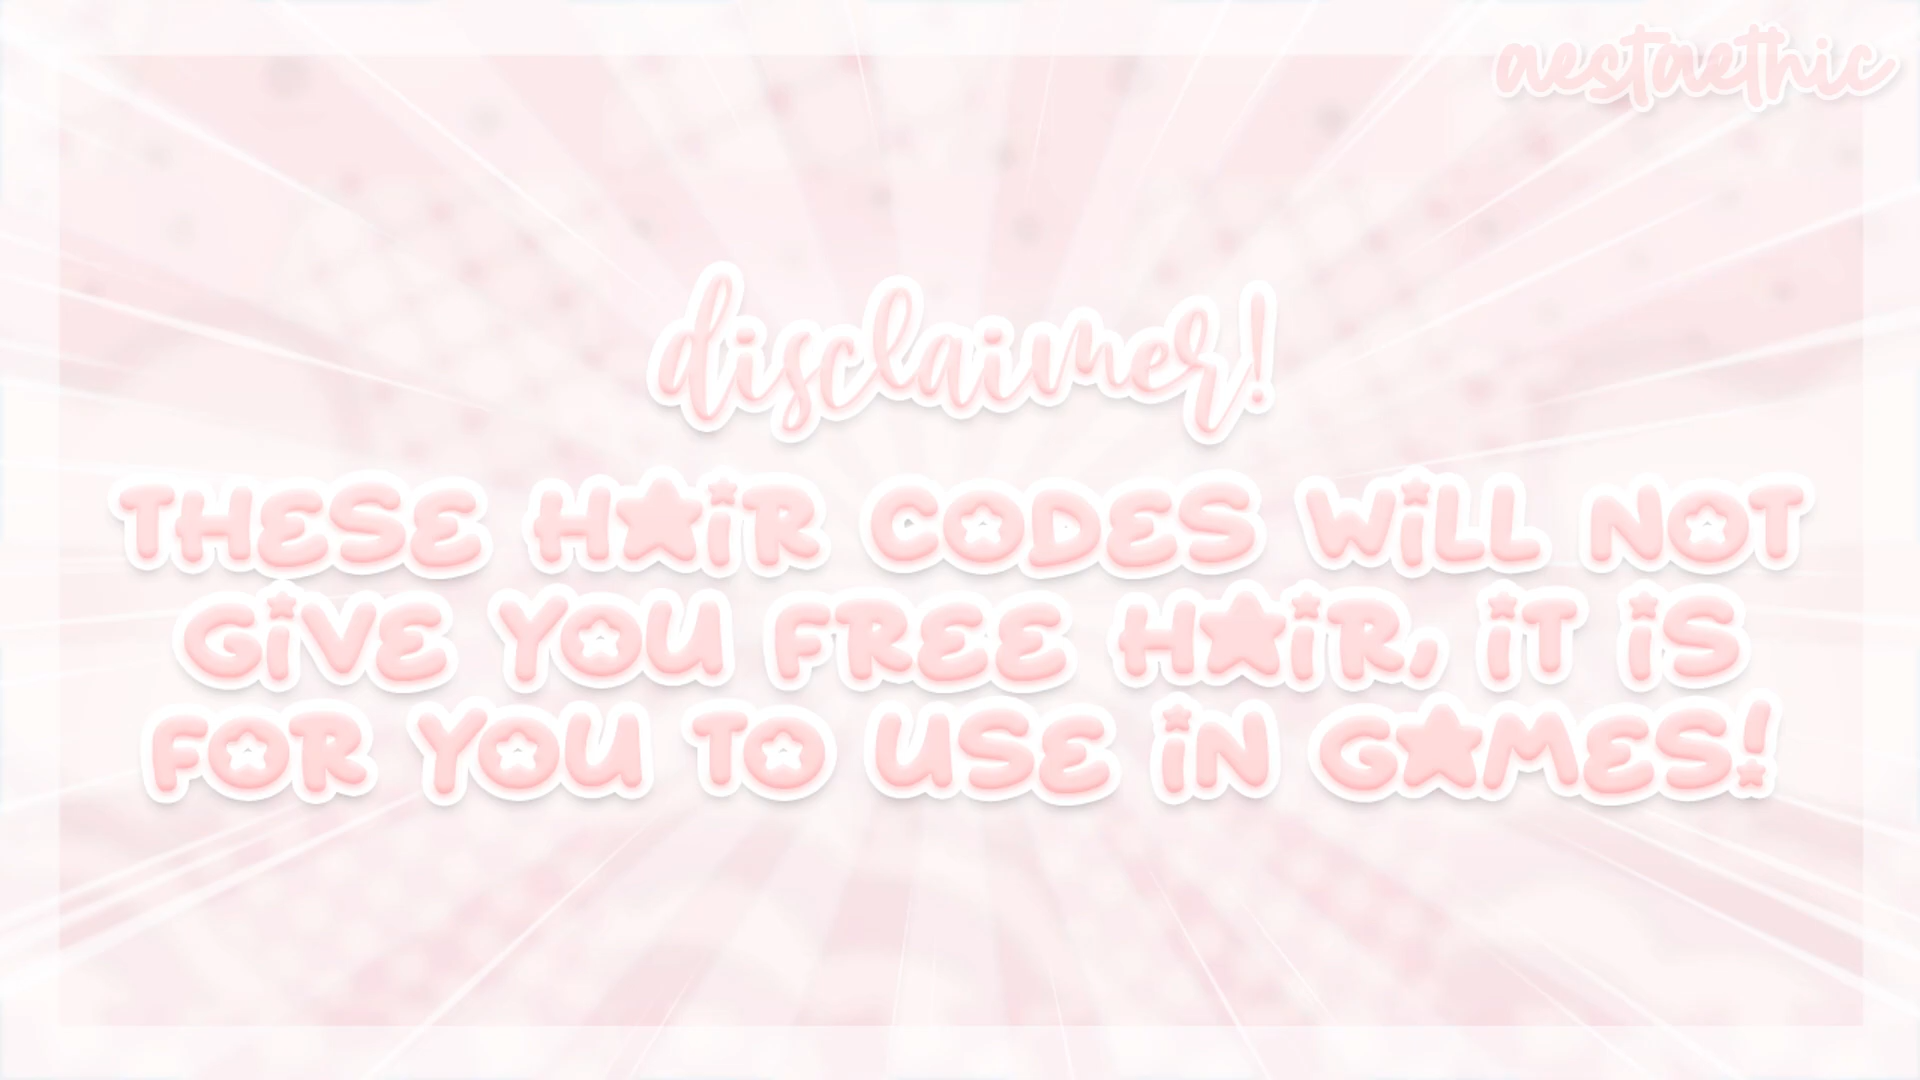 aestaethic
disclaimer!
THESE HAiR CODES WiLL NOT
GiVE YOU FREE HAiR, iT iS
FOR YOU TO USE iN GAMES!